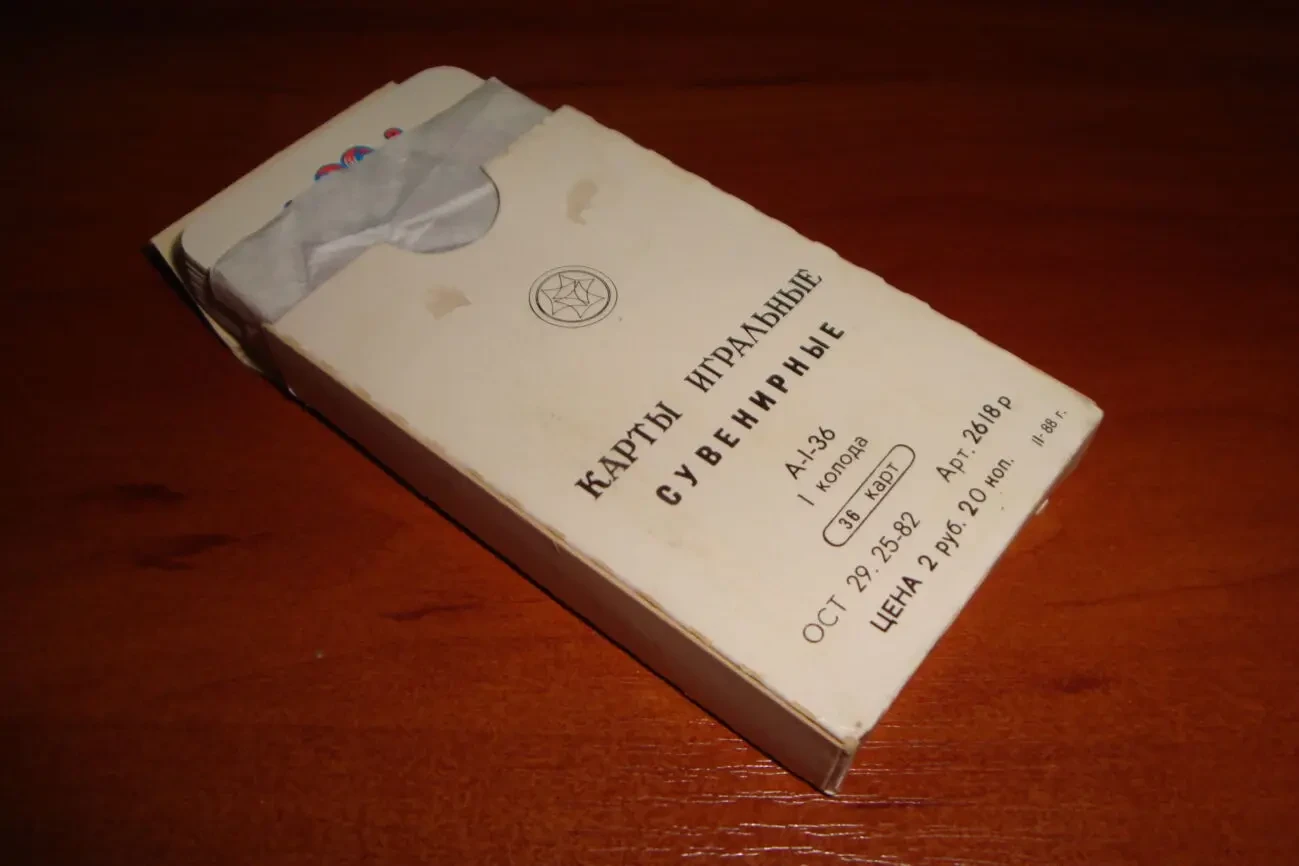 КАРТЫ ИГРАЛЬНЫЕ
СУВЕНИРНЫЕ
А-I-36
I колода
36 карт
ОСТ 29. 25-82 Арт. 2618 р
ЦЕНА 2 руб. 20 коп. II-88 г.